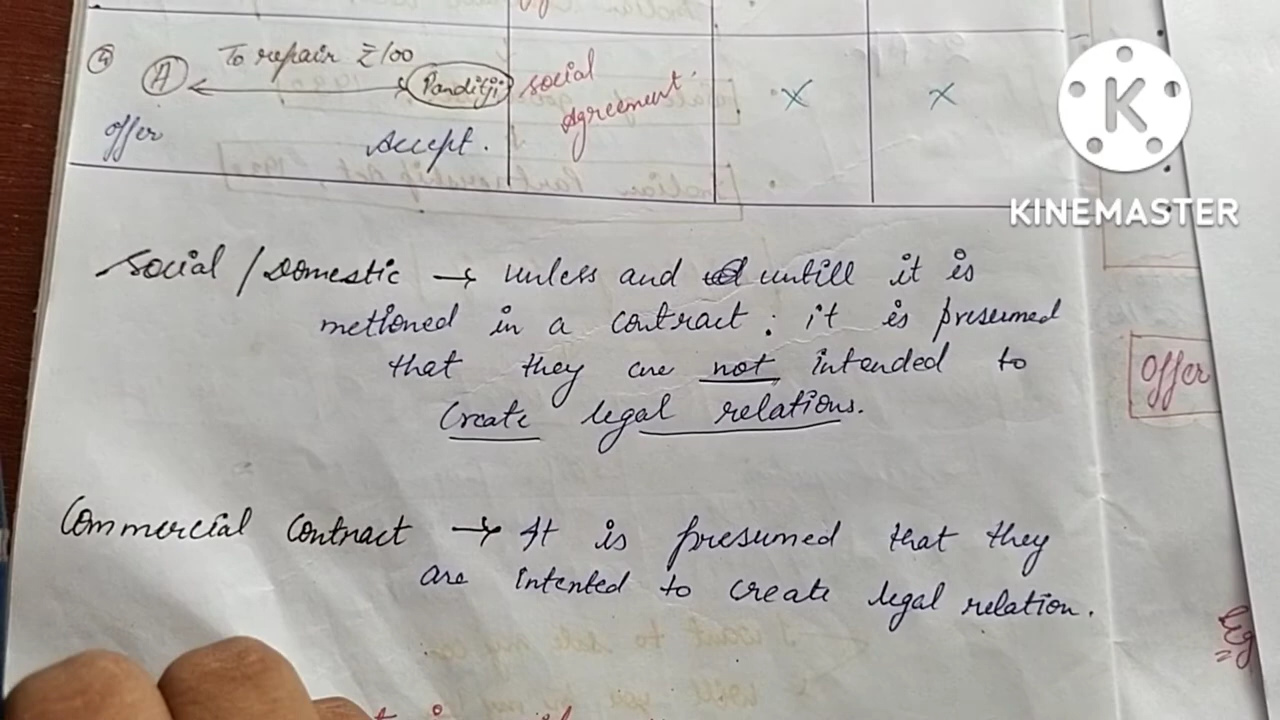 ④ A To repair ₹100 Panditji social Agreement X X
offer Accept.
Social / Domestic → unless and untill it is
metioned in a contract : it is presumed
that they are not intended to
Create legal relations.
Commercial Contract → It is presumed that they
are intented to create legal relation.
offer
Eg
K
KINEMASTER